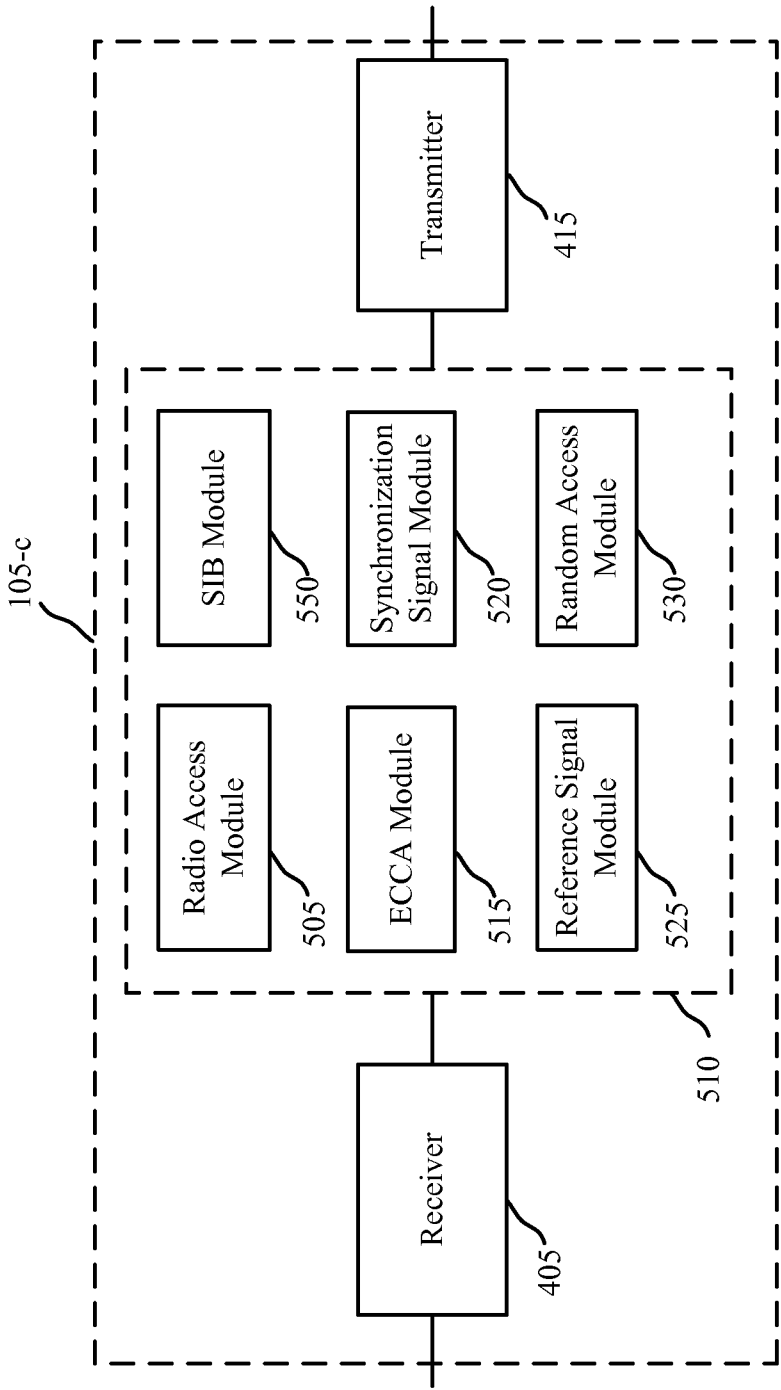 105-c
Receiver
405
Radio Access
Module
505
SIB Module
550
ECCA Module
515
Synchronization
Signal Module
520
Reference Signal
Module
525
Random Access
Module
530
510
Transmitter
415